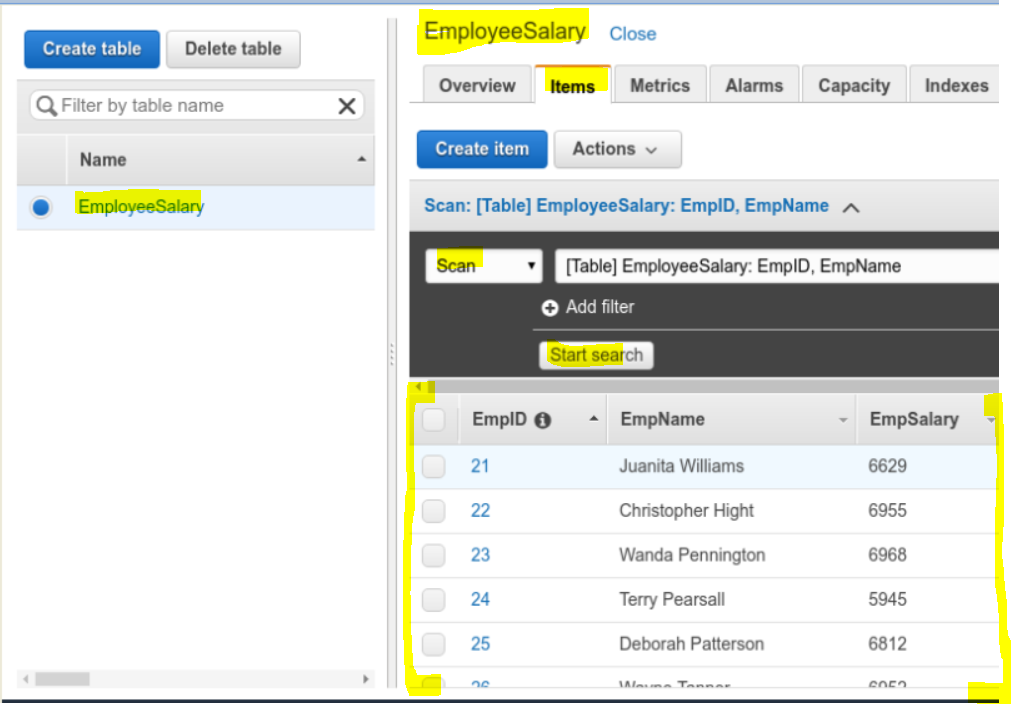 Create table Delete table
Filter by table name
Name
EmployeeSalary
EmployeeSalary Close
Overview Items Metrics Alarms Capacity Indexes
Create item Actions
Scan: [Table] EmployeeSalary: EmpID, EmpName
Scan [Table] EmployeeSalary: EmpID, EmpName
Add filter
Start search
EmpID EmpName EmpSalary
21 Juanita Williams 6629
22 Christopher Hight 6955
23 Wanda Pennington 6968
24 Terry Pearsall 5945
25 Deborah Patterson 6812
26 Wayne